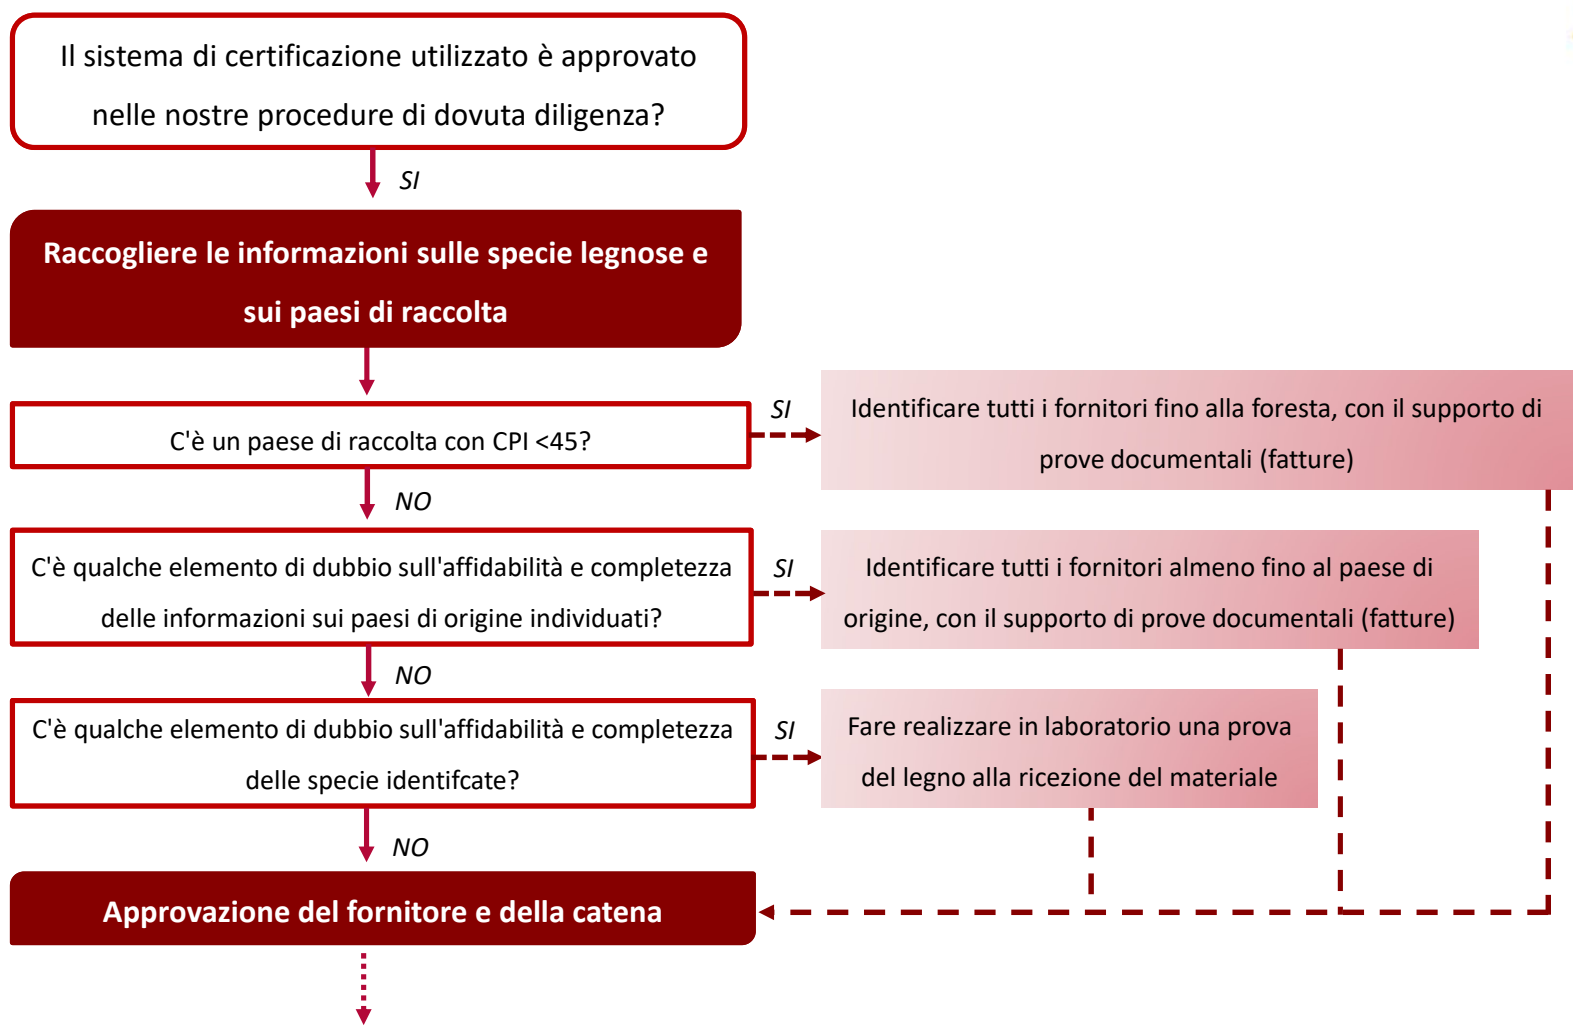 Il sistema di certificazione utilizzato è approvato
nelle nostre procedure di dovuta diligenza?
SI
Raccogliere le informazioni sulle specie legnose e
sui paesi di raccolta
C'è un paese di raccolta con CPI <45?
SI
Identificare tutti i fornitori fino alla foresta, con il supporto di
prove documentali (fatture)
NO
C'è qualche elemento di dubbio sull'affidabilità e completezza
delle informazioni sui paesi di origine individuati?
SI
Identificare tutti i fornitori almeno fino al paese di
origine, con il supporto di prove documentali (fatture)
NO
C'è qualche elemento di dubbio sull'affidabilità e completezza
delle specie identifcate?
SI
Fare realizzare in laboratorio una prova
del legno alla ricezione del materiale
NO
Approvazione del fornitore e della catena